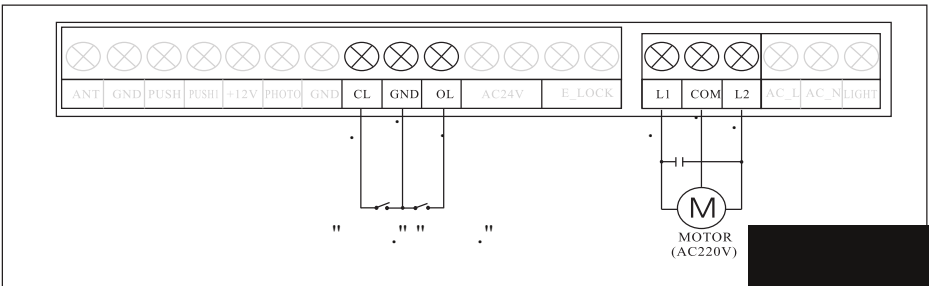 ANT GND PUSH PUSH1 +12V PHOTO GND CL GND OL AC24V E_LOCK L1 COM L2 AC_L AC_N LIGHT
" ." " ."
M
MOTOR
(AC220V)